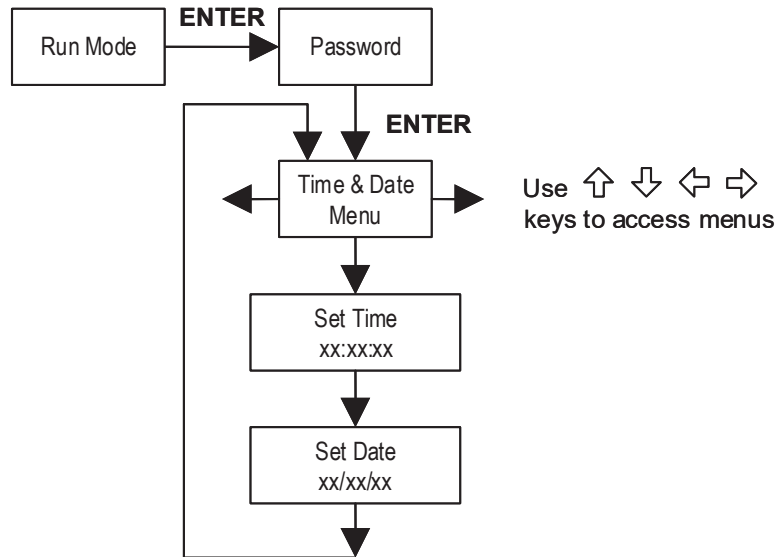 ENTER
Run Mode
Password
ENTER
Time & Date
Menu
Use
keys to access menus
Set Time
xx:xx:xx
Set Date
xx/xx/xx